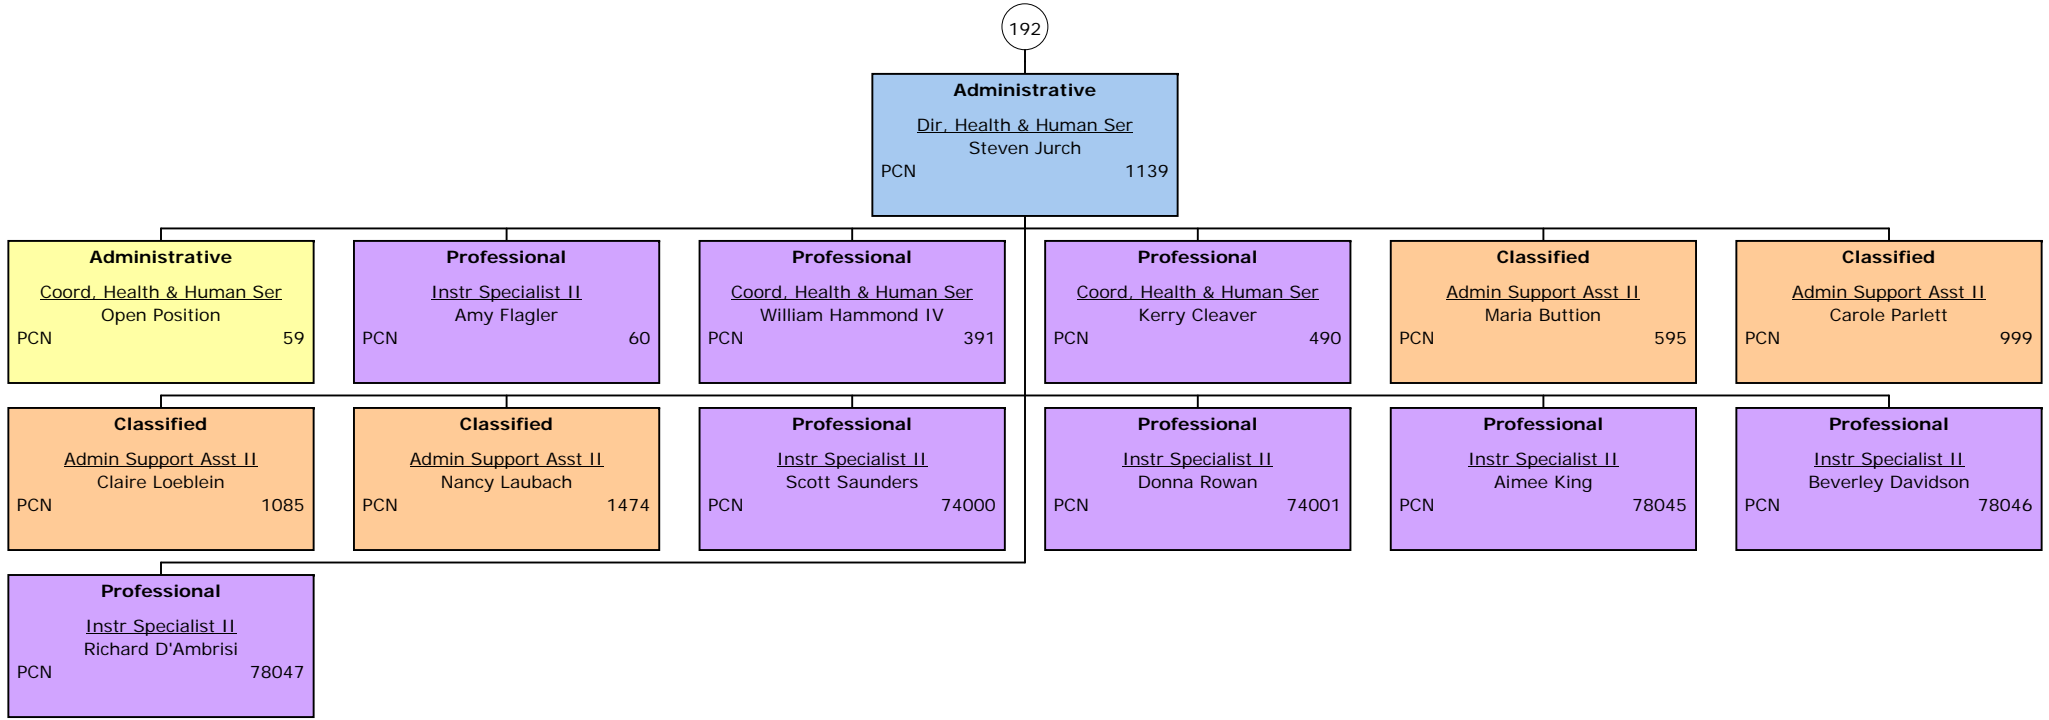 192
Administrative
Dir, Health & Human Ser
Steven Jurch
PCN 1139
Administrative
Coord, Health & Human Ser
Open Position
PCN 59
Professional
Instr Specialist II
Amy Flagler
PCN 60
Professional
Coord, Health & Human Ser
William Hammond IV
PCN 391
Professional
Coord, Health & Human Ser
Kerry Cleaver
PCN 490
Classified
Admin Support Asst II
Maria Buttion
PCN 595
Classified
Admin Support Asst II
Carole Parlett
PCN 999
Classified
Admin Support Asst II
Claire Loeblein
PCN 1085
Classified
Admin Support Asst II
Nancy Laubach
PCN 1474
Professional
Instr Specialist II
Scott Saunders
PCN 74000
Professional
Instr Specialist II
Donna Rowan
PCN 74001
Professional
Instr Specialist II
Aimee King
PCN 78045
Professional
Instr Specialist II
Beverley Davidson
PCN 78046
Professional
Instr Specialist II
Richard D'Ambrisi
PCN 78047